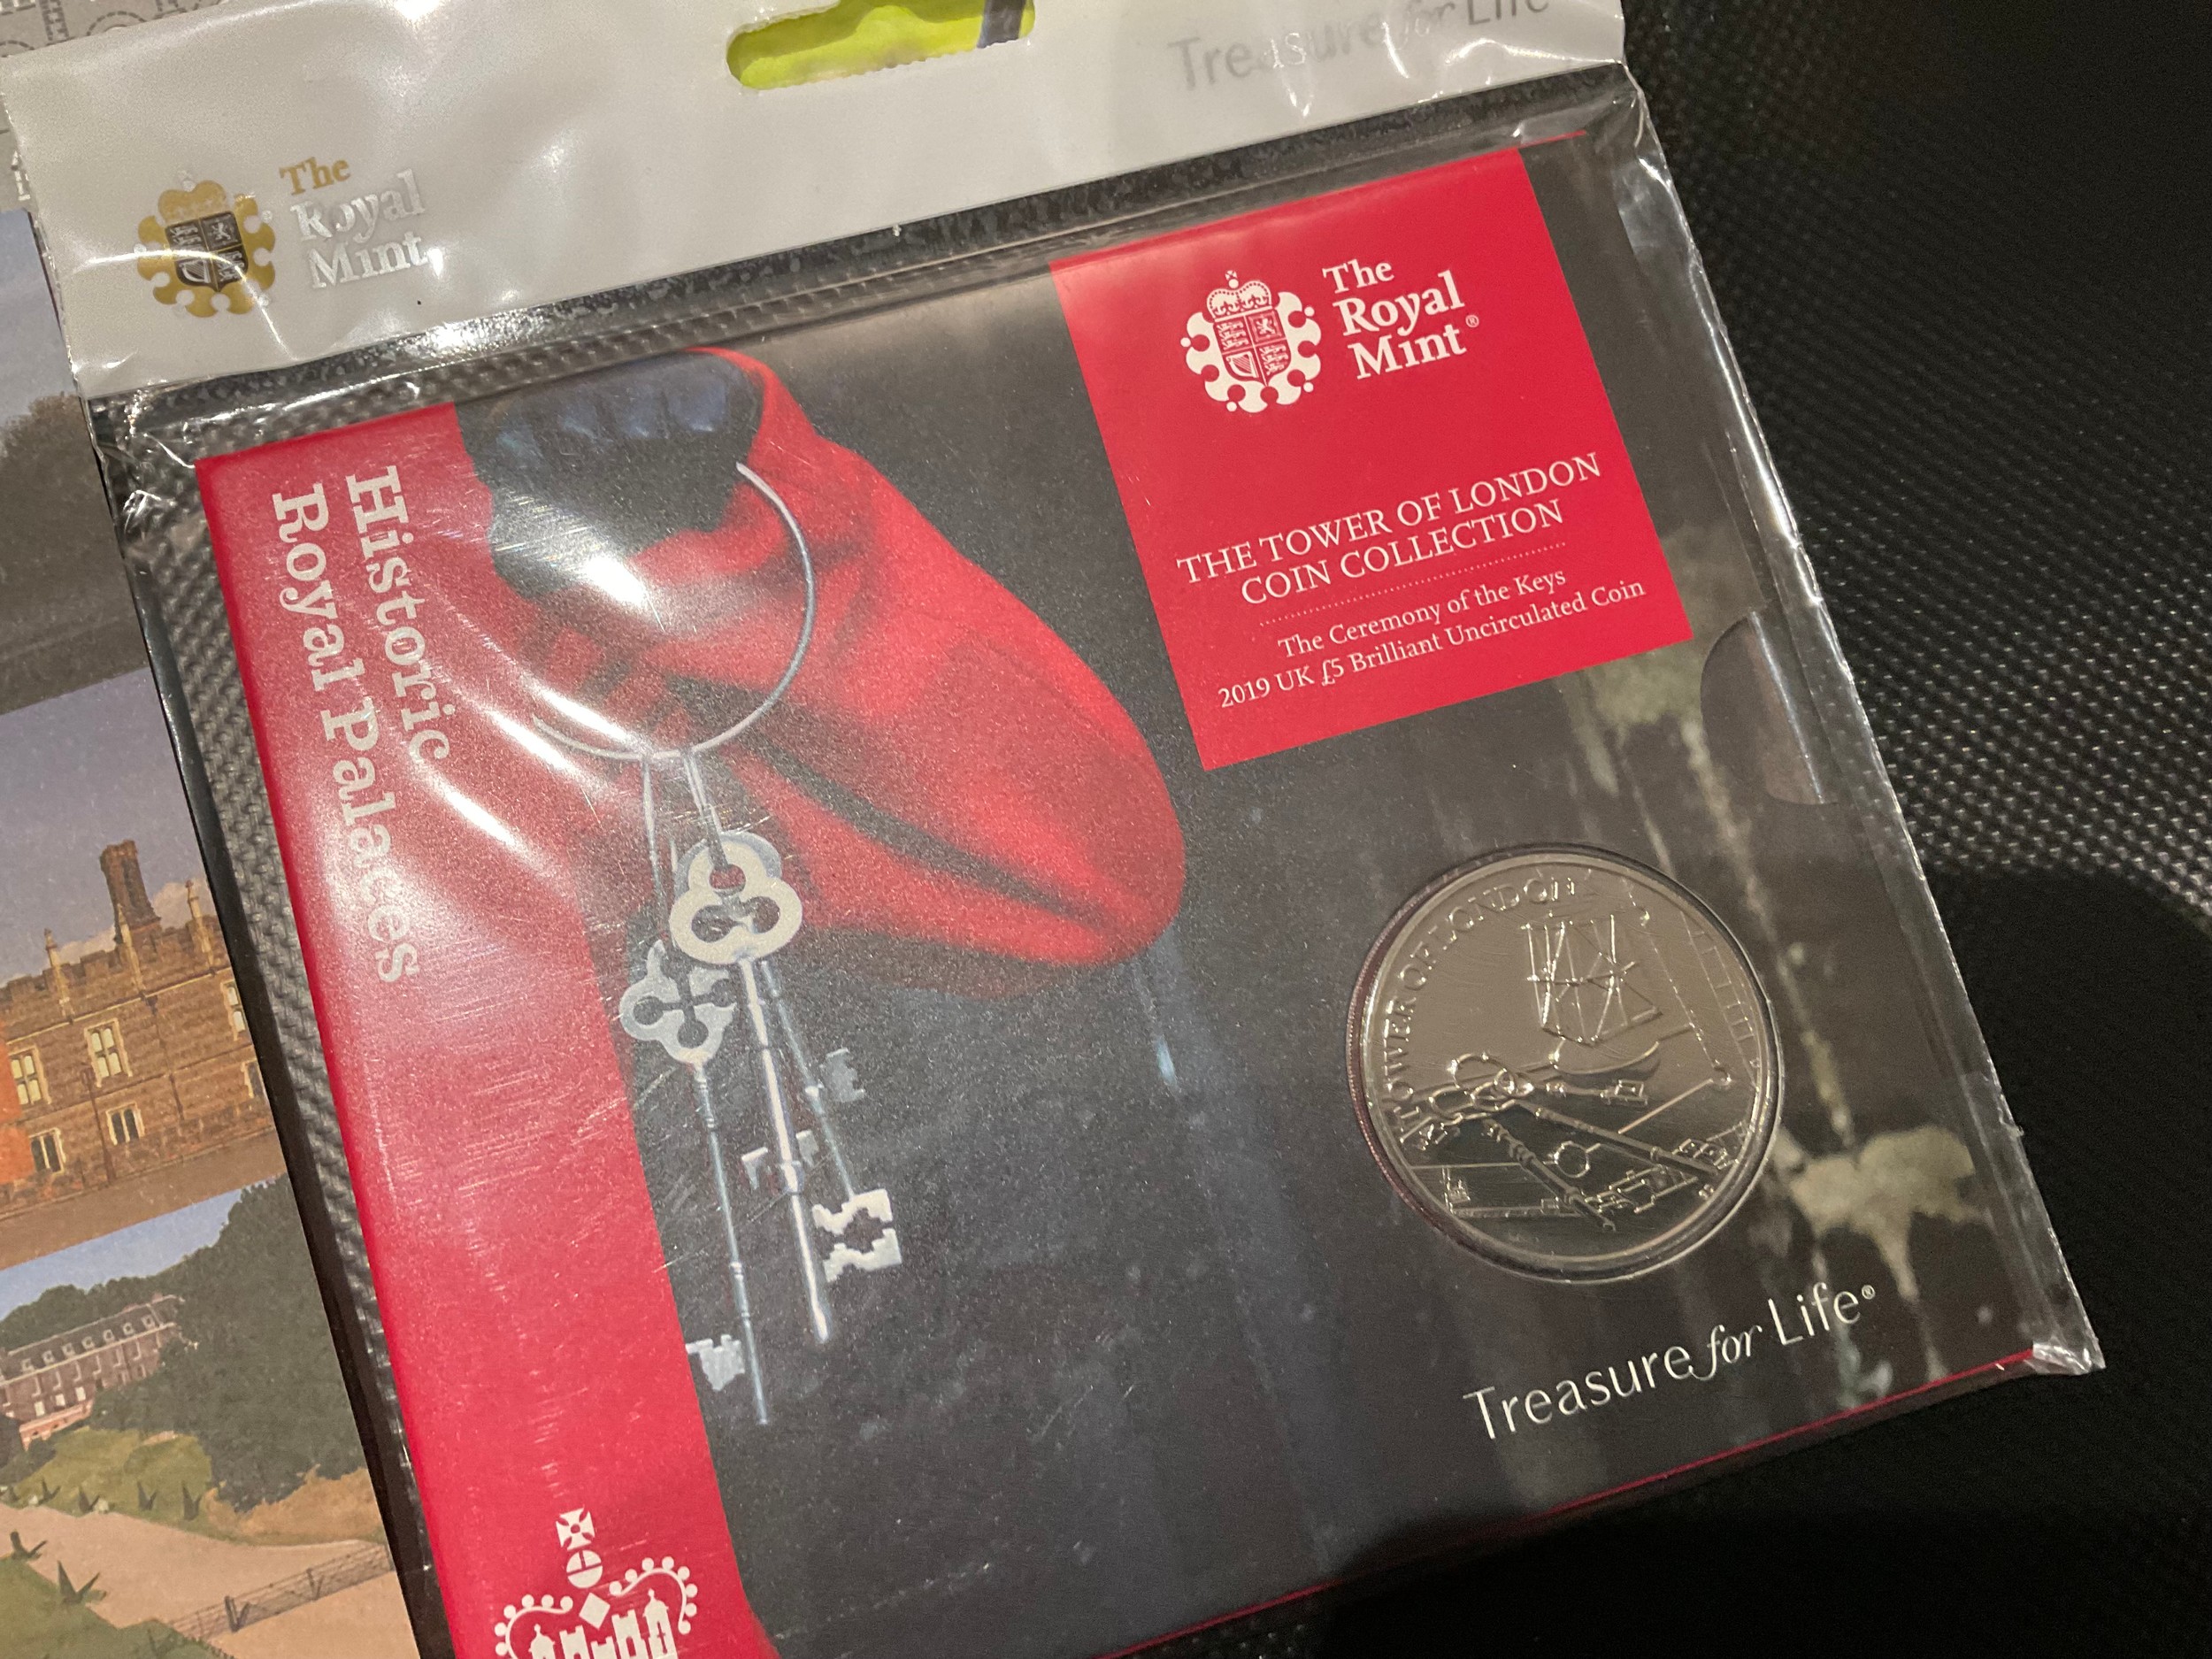 Treasure for Life
The
Royal
Mint
The
Royal
Mint®
THE TOWER OF LONDON
COIN COLLECTION
The Ceremony of the Keys
2019 UK £5 Brilliant Uncirculated Coin
Historic
Royal Palaces
TOWER OF LONDON
Treasure for Life®